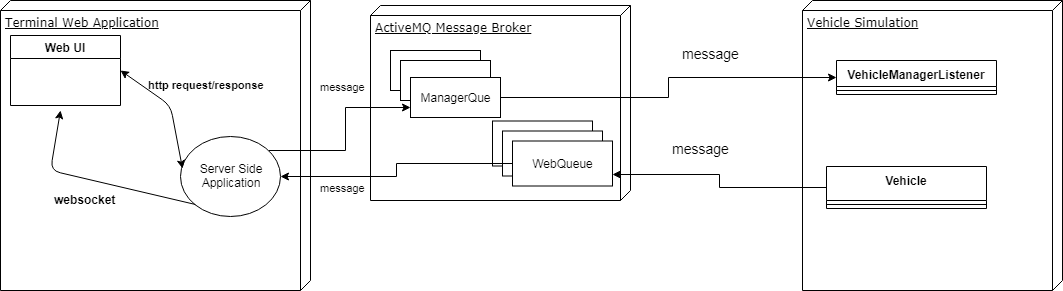 Terminal Web Application
Web UI
http request/response
Server Side
Application
websocket
message
message
ActiveMQ Message Broker
ManagerQue
WebQueue
message
message
Vehicle Simulation
VehicleManagerListener
Vehicle